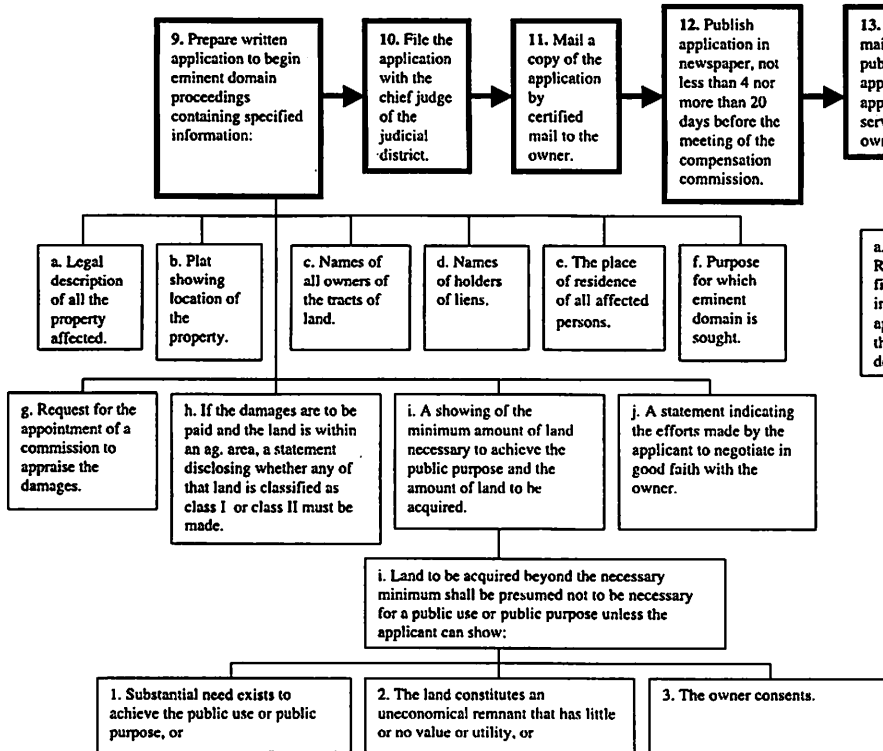 9. Prepare written
application to begin
eminent domain
proceedings
containing specified
information:
10. File the
application
with the
chief judge
of the
judicial
district.
11. Mail a
copy of the
application
by
certified
mail to the
owner.
12. Publish
application in
newspaper, not
less than 4 nor
more than 20
days before the
meeting of the
compensation
commission.
13.
a. Legal
description
of all the
property
affected.
b. Plat
showing
location of
the
property.
c. Names of
all owners of
the tracts of
land.
d. Names
of holders
of liens.
e. The place
of residence
of all affected
persons.
f. Purpose
for which
eminent
domain is
sought.
a.
g. Request for the
appointment of a
commission to
appraise the
damages.
h. If the damages are to be
paid and the land is within
an ag. area, a statement
disclosing whether any of
that land is classified as
class I or class II must be
made.
i. A showing of the
minimum amount of land
necessary to achieve the
public purpose and the
amount of land to be
acquired.
j. A statement indicating
the efforts made by the
applicant to negotiate in
good faith with the
owner.
i. Land to be acquired beyond the necessary
minimum shall be presumed not to be necessary
for a public use or public purpose unless the
applicant can show:
1. Substantial need exists to
achieve the public use or public
purpose, or
2. The land constitutes an
uneconomical remnant that has little
or no value or utility, or
3. The owner consents.